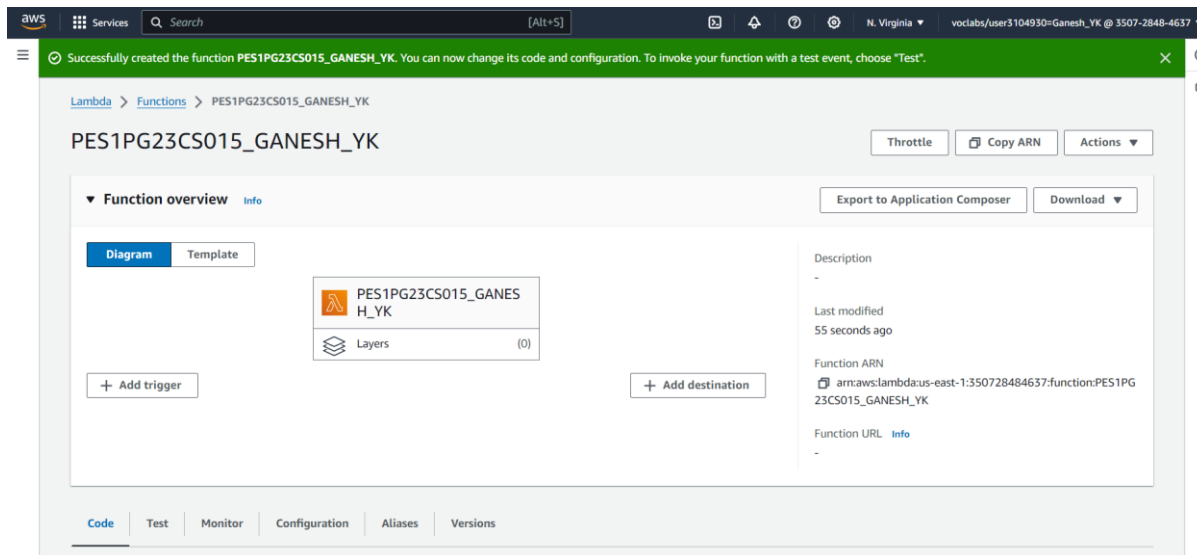 aws
Services
Search
[Alt+S]
N. Virginia
voclabs/user3104930=Ganesh_YK @ 3507-2848-4637
Successfully created the function PES1PG23CS015_GANESH_YK. You can now change its code and configuration. To invoke your function with a test event, choose "Test".
Lambda > Functions > PES1PG23CS015_GANESH_YK
PES1PG23CS015_GANESH_YK
Throttle
Copy ARN
Actions
Function overview Info
Export to Application Composer
Download
Diagram
Template
PES1PG23CS015_GANES
H_YK
Layers
(0)
+ Add trigger
+ Add destination
Description
-
Last modified
55 seconds ago
Function ARN
arn:aws:lambda:us-east-1:350728484637:function:PES1PG
23CS015_GANESH_YK
Function URL Info
-
Code
Test
Monitor
Configuration
Aliases
Versions